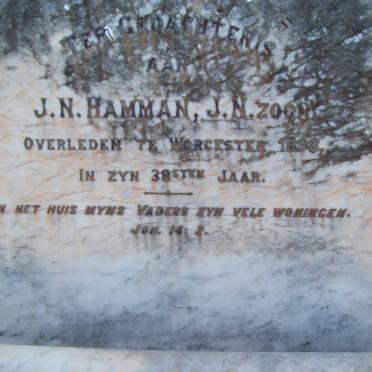 TER GEDACHTENIS
AAN
J.N. HAMMAN, J.N. ZOON.
OVERLEDEN TE WORCESTER 1898.
IN ZYN 38STEN JAAR.
HET HUIS MYNS VADERS ZYN VELE WONINGEN.
JOH. 14: 2.